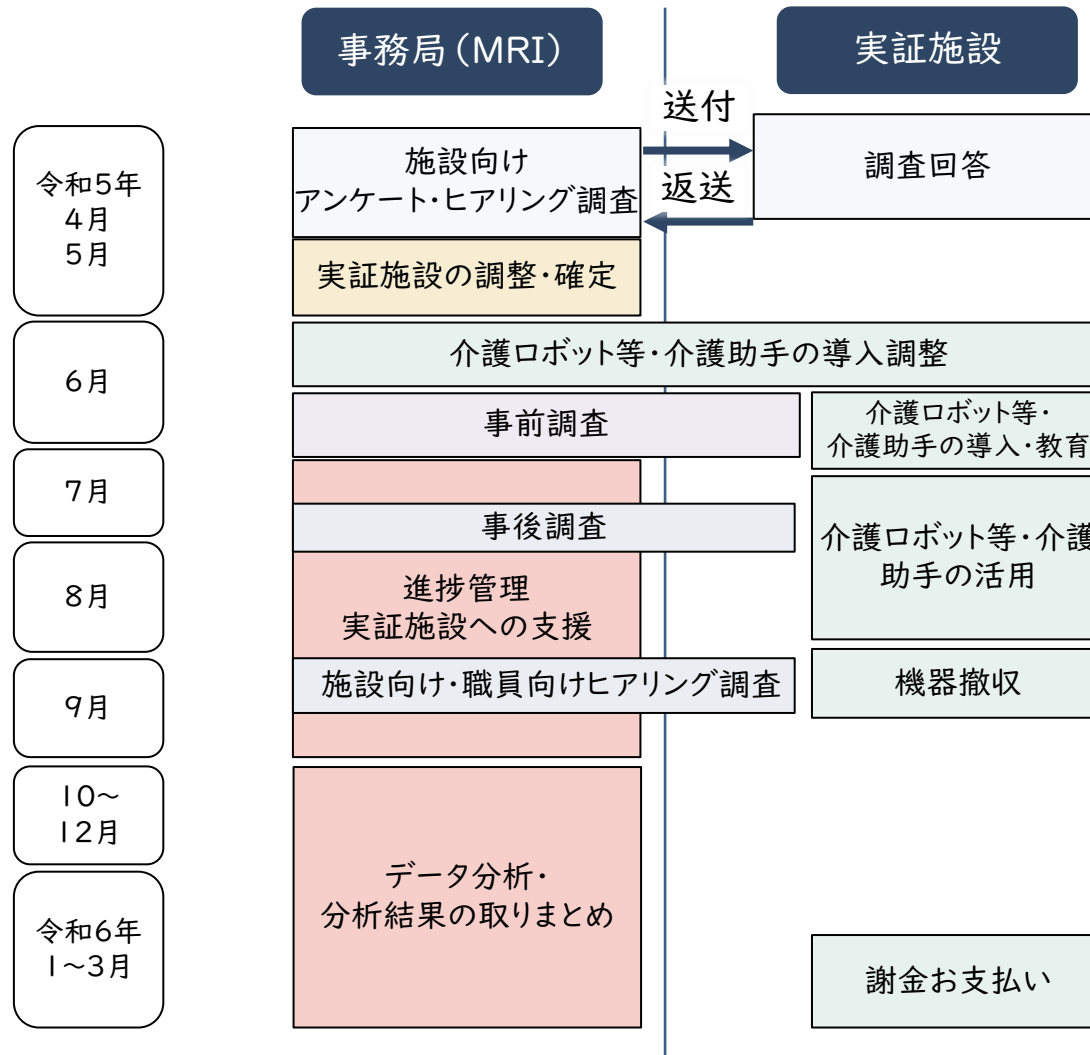 事務局(MRI)
実証施設
送付
返送
令和5年
4月
5月
施設向け
アンケート・ヒアリング調査
調査回答
実証施設の調整・確定
6月
介護ロボット等・介護助手の導入調整
事前調査
介護ロボット等・
介護助手の導入・教育
7月
事後調査
介護ロボット等・介護
助手の活用
8月
進捗管理
実証施設への支援
9月
施設向け・職員向けヒアリング調査
機器撤収
10～
12月
データ分析・
分析結果の取りまとめ
令和6年
1～3月
謝金お支払い